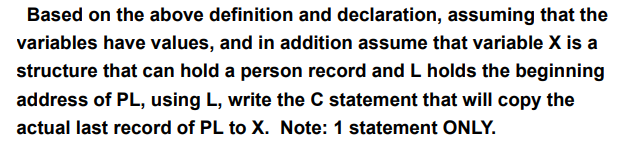 Based on the above definition and declaration, assuming that the
variables have values, and in addition assume that variable X is a
structure that can hold a person record and L holds the beginning
address of PL, using L, write the C statement that will copy the
actual last record of PL to X.  Note: 1 statement ONLY.